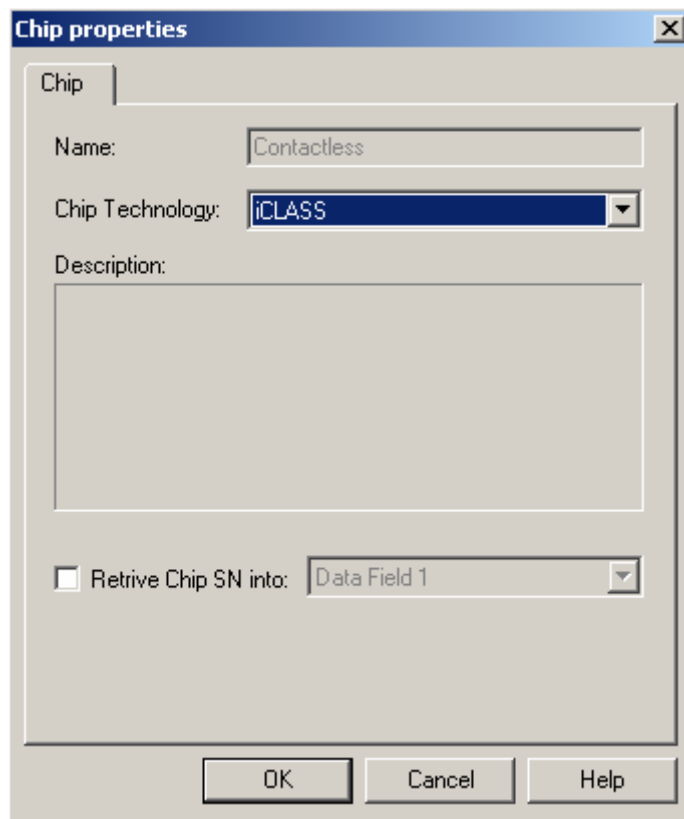 Chip properties
Chip
Name: Contactless
Chip Technology: iCLASS
Description:
Retrive Chip SN into: Data Field 1
OK Cancel Help